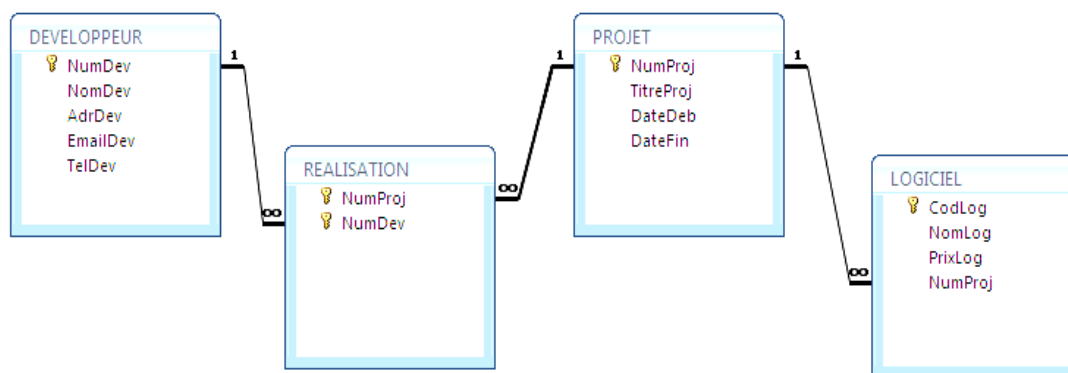 DEVELOPPEUR
NumDev
NomDev
AdrDev
EmailDev
TelDev
1
∞
REALISATION
NumProj
NumDev
1
∞
PROJET
NumProj
TitreProj
DateDeb
DateFin
1
∞
LOGICIEL
CodLog
NomLog
PrixLog
NumProj